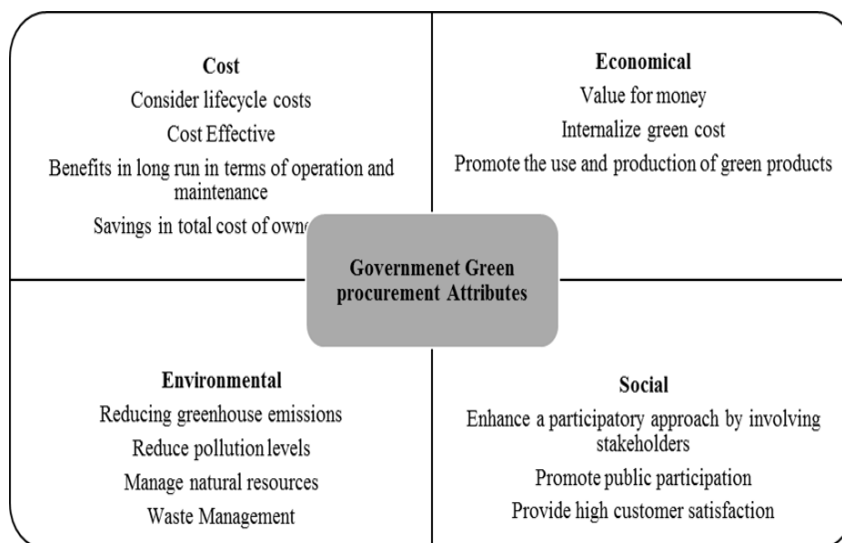 Cost
Consider lifecycle costs
Cost Effective
Benefits in long run in terms of operation and
maintenance
Savings in total cost of
Economical
Value for money
Internalize green cost
Promote the use and production of green products
Governmenet Green
procurement Attributes
Environmental
Reducing greenhouse emissions
Reduce pollution levels
Manage natural resources
Waste Management
Social
Enhance a participatory approach by involving
stakeholders
Promote public participation
Provide high customer satisfaction